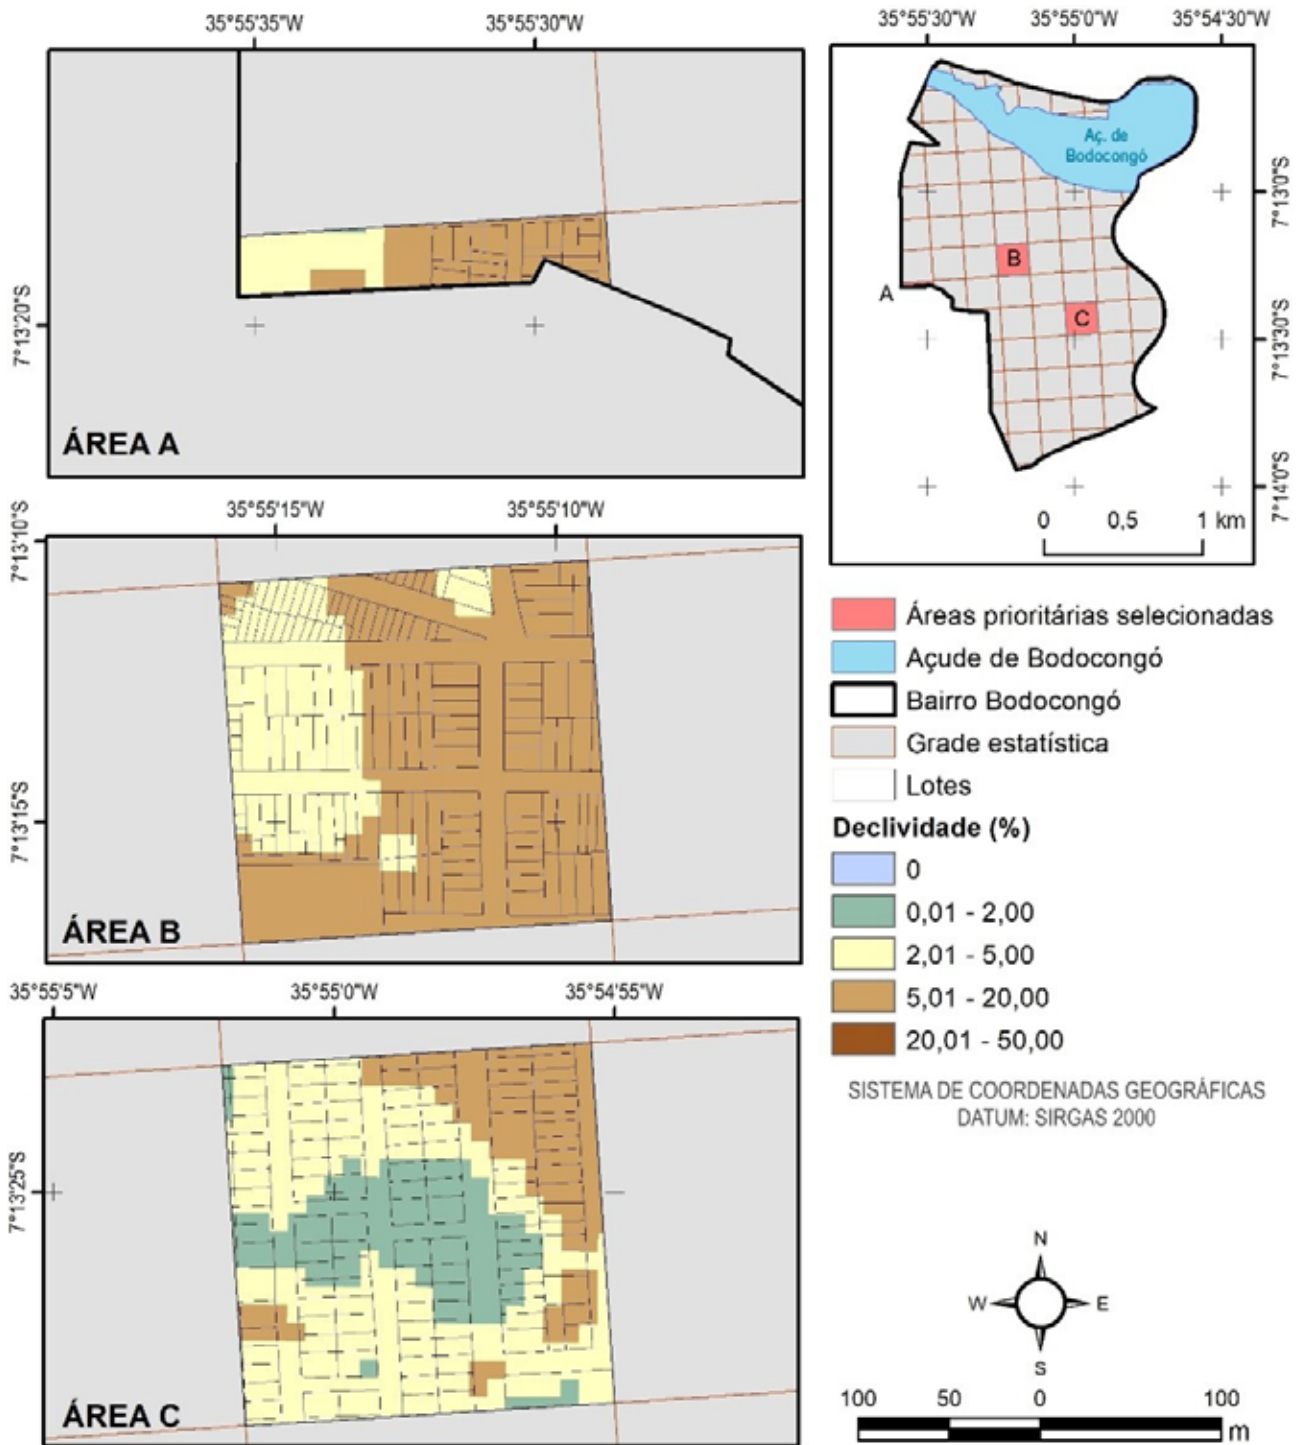 35°55'35"W 35°55'30"W
7°13'20"S
ÁREA A
35°55'30"W 35°55'0"W 35°54'30"W
Aç. de
Bodocongó
A
B
C
7°13'0"S
7°13'30"S
7°14'0"S
0 0,5 1 km
35°55'15"W 35°55'10"W
7°13'10"S
7°13'15"S
ÁREA B
35°55'5"W 35°55'0"W 35°54'55"W
7°13'25"S
ÁREA C
Áreas prioritárias selecionadas
Açude de Bodocongó
Bairro Bodocongó
Grade estatística
Lotes
Declividade (%)
0
0,01 - 2,00
2,01 - 5,00
5,01 - 20,00
20,01 - 50,00
SISTEMA DE COORDENADAS GEOGRÁFICAS
DATUM: SIRGAS 2000
N
W E
S
100 50 0 100
m